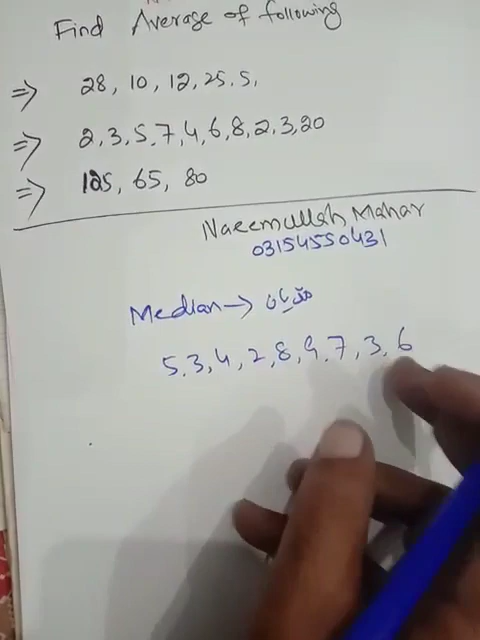 Find Average of following
⇒ 28, 10, 12, 25, 5,
⇒ 2, 3, 5, 7, 4, 6, 8, 2, 3, 20
⇒ 125, 65, 80
Naeemullah Mahar
03154550431
Median →
5, 3, 4, 2, 8, 9, 7, 3, 6